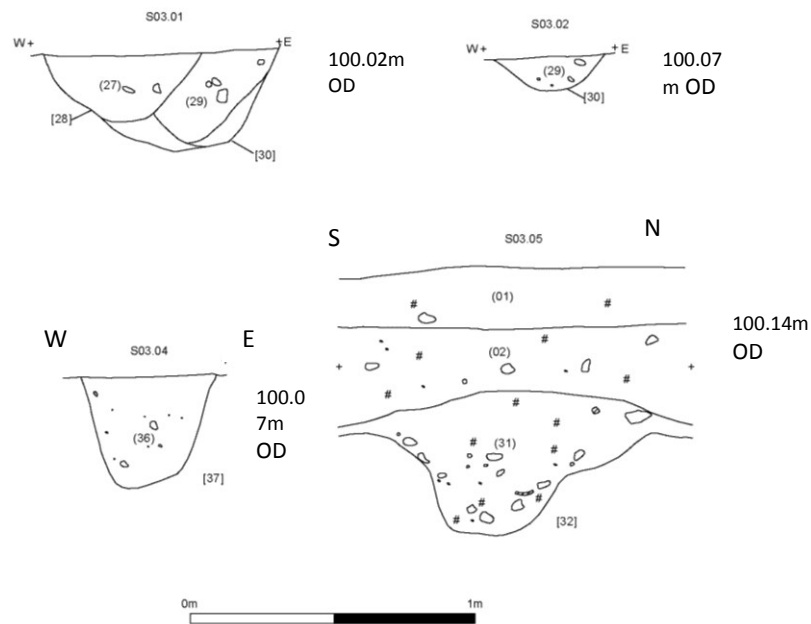 S03.01
W+ +E
100.02m
OD
(27)
(29)
[28]
[30]
S03.02
W+ +E
100.07
m OD
(29)
[30]
S N
S03.05
(01)
#
#
(02)
#
#
#
#
+ +
100.14m
OD
#
#
(31)
#
#
#
#
#
[32]
W E
S03.04
100.0
7m
OD
(36)
[37]
0m 1m